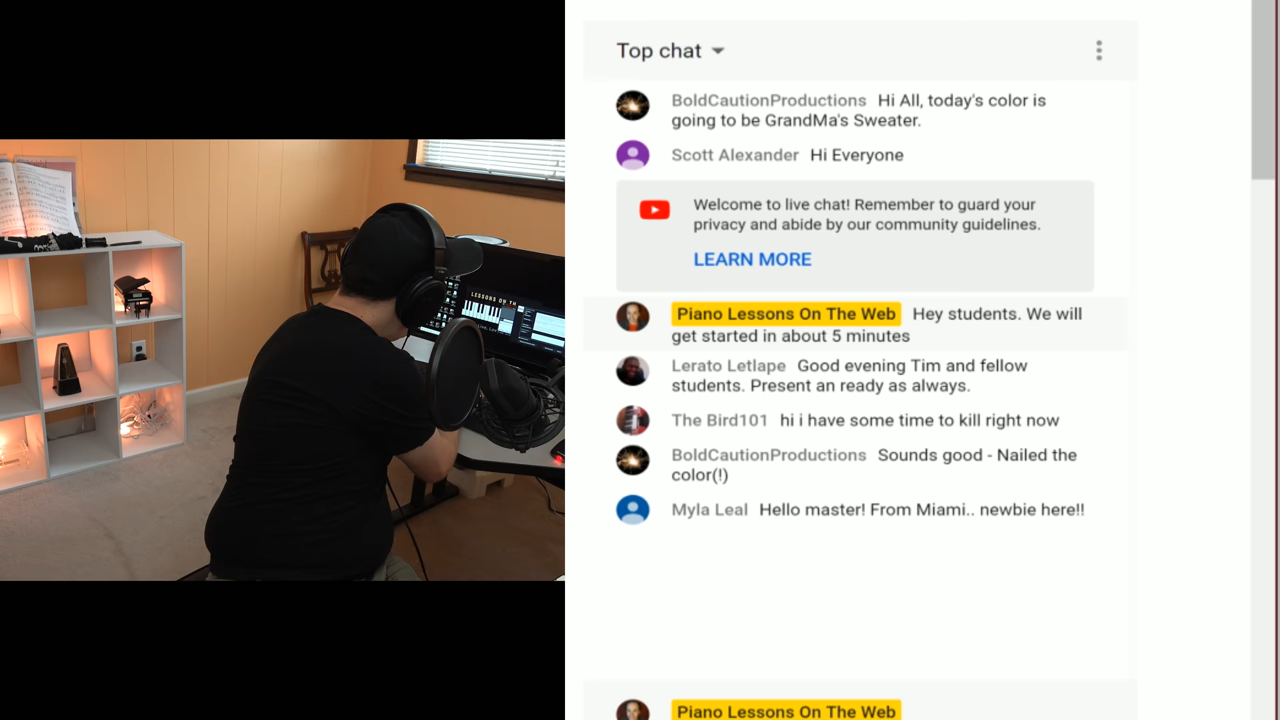 LESSONS ON TH
Top chat
BoldCautionProductions Hi All, today's color is
going to be GrandMa's Sweater.
Scott Alexander Hi Everyone
Welcome to live chat! Remember to guard your
privacy and abide by our community guidelines.
LEARN MORE
Piano Lessons On The Web Hey students. We will
get started in about 5 minutes
Lerato Letlape Good evening Tim and fellow
students. Present an ready as always.
The Bird101 hi i have some time to kill right now
BoldCautionProductions Sounds good - Nailed the
color(!)
Myla Leal Hello master! From Miami.. newbie here!!
Piano Lessons On The Web